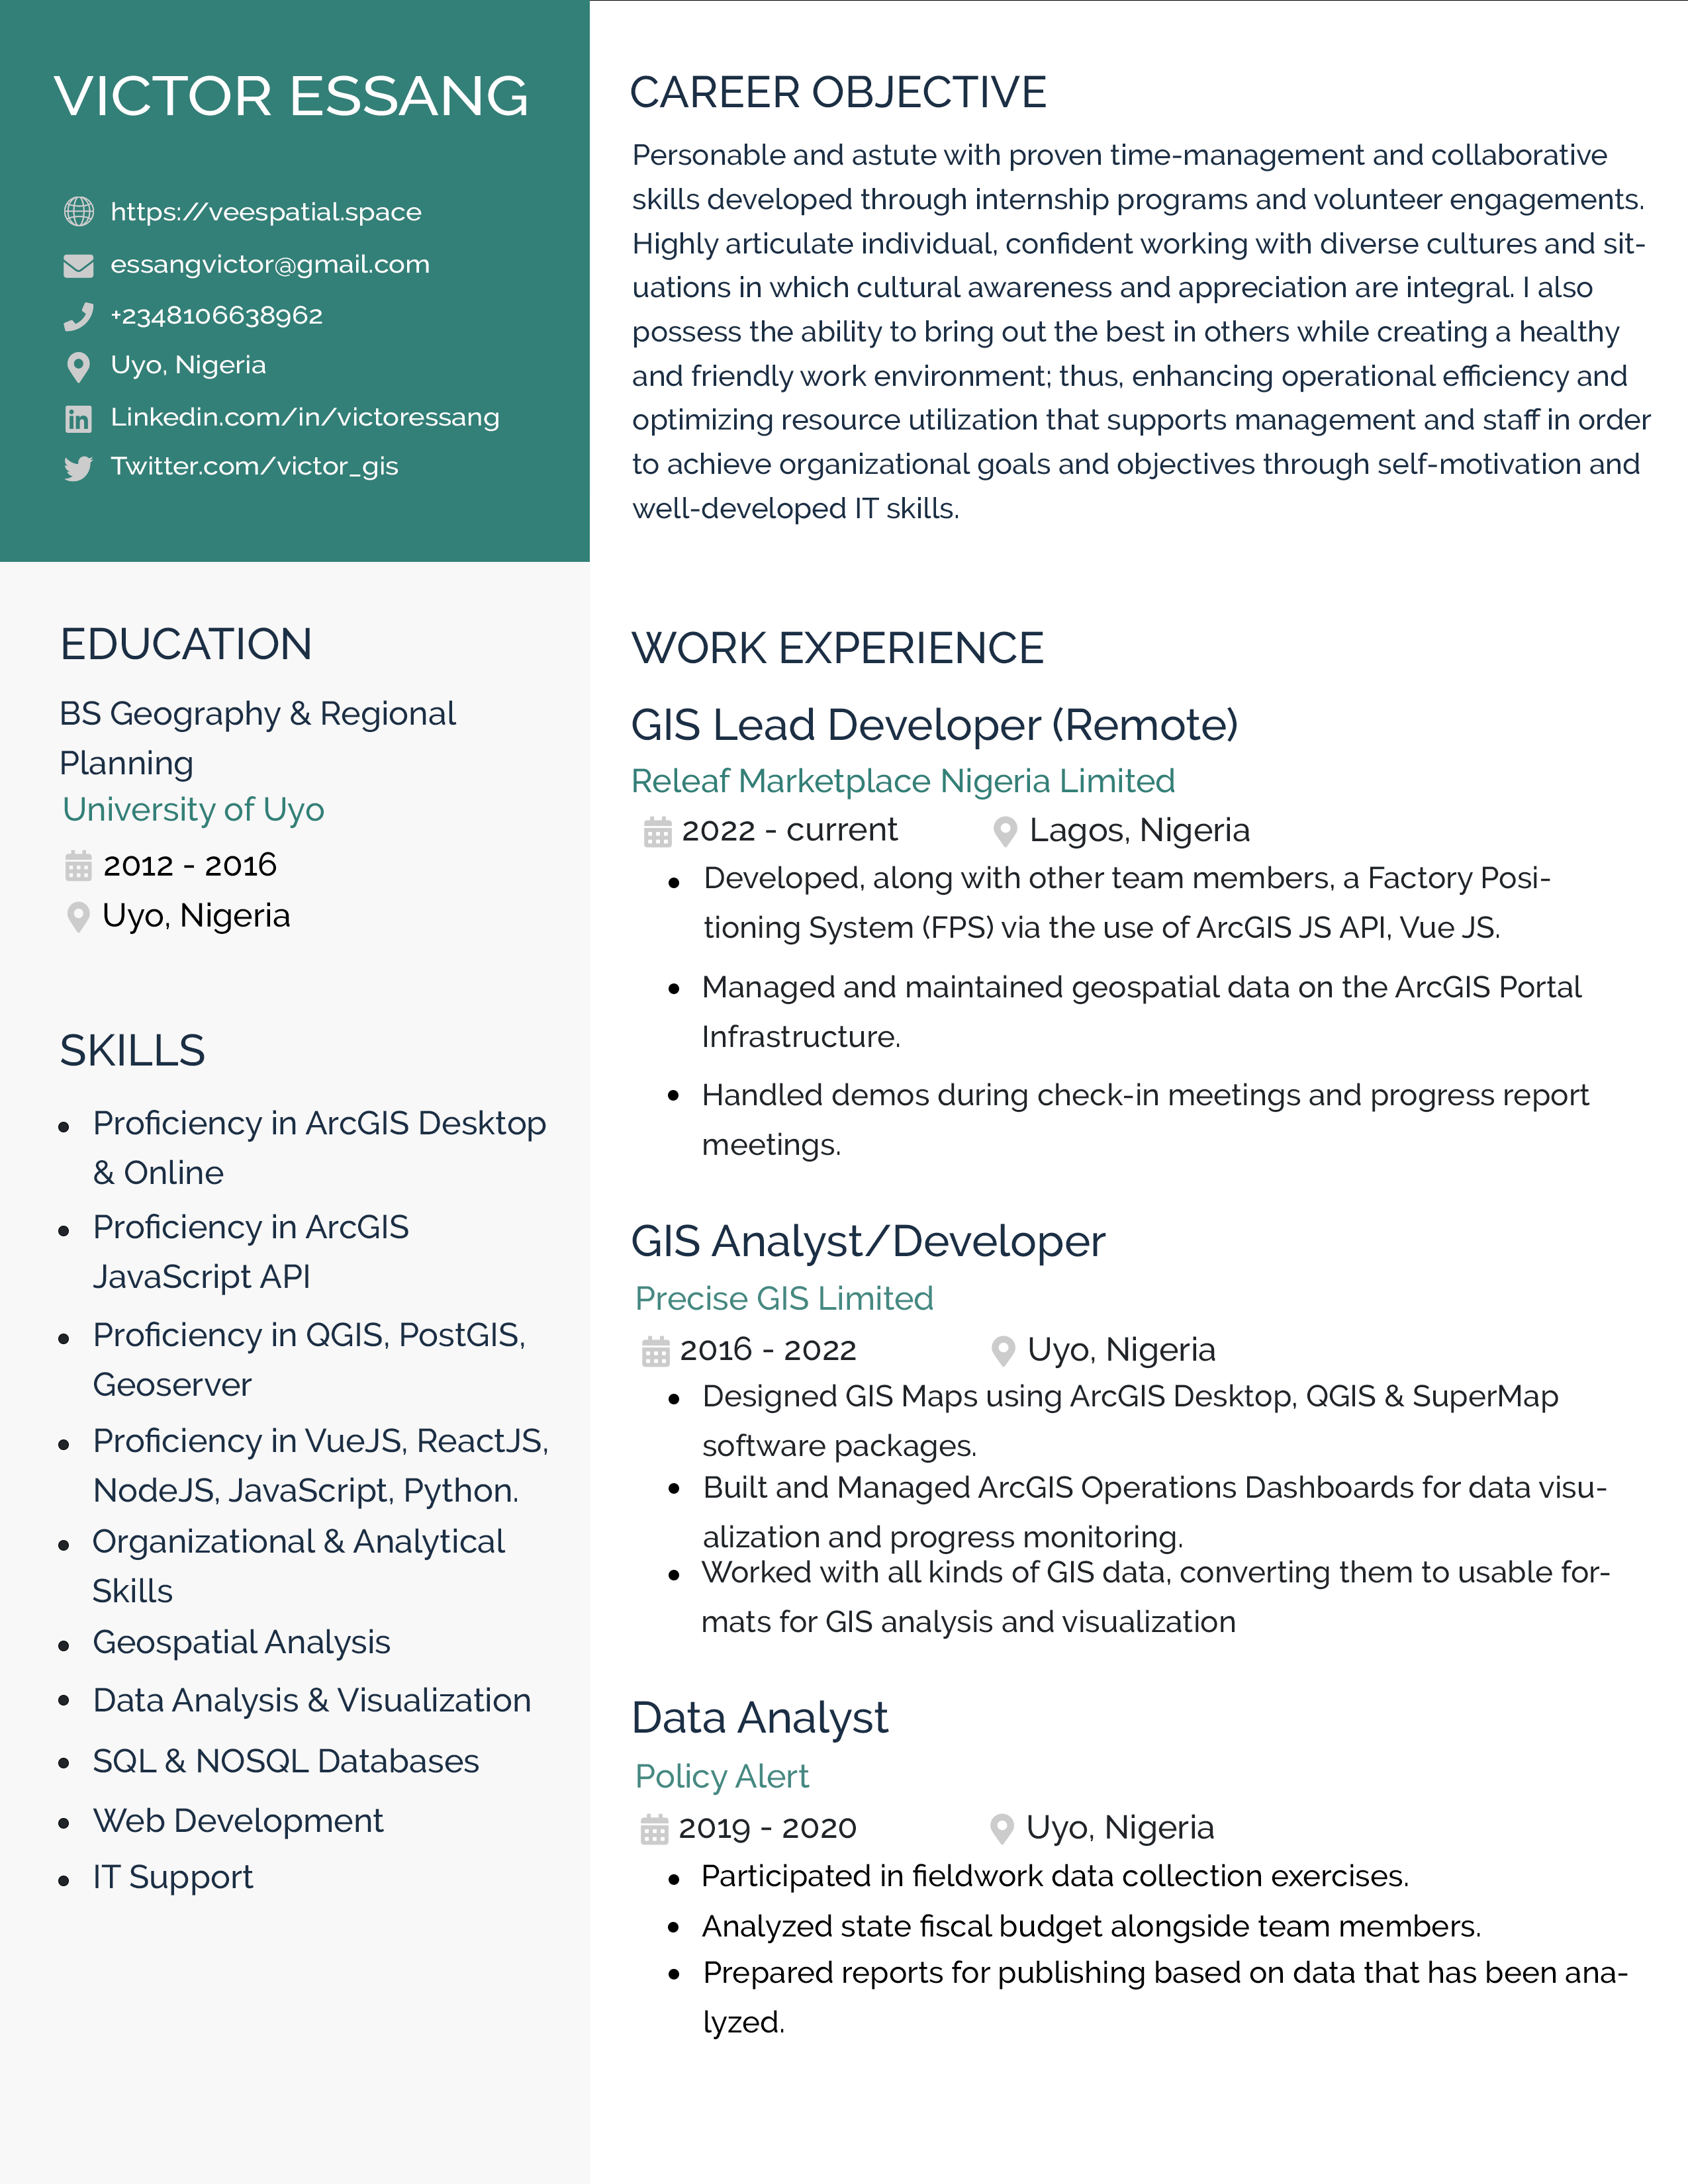 VICTOR ESSANG
https://veespatial.space
essangvictor@gmail.com
+2348106638962
Uyo, Nigeria
Linkedin.com/in/victoressang
Twitter.com/victor_gis
EDUCATION
BS Geography & Regional
Planning
University of Uyo
2012 - 2016
Uyo, Nigeria
SKILLS
• Proficiency in ArcGIS Desktop
& Online
• Proficiency in ArcGIS
JavaScript API
• Proficiency in QGIS, PostGIS,
Geoserver
• Proficiency in VueJS, ReactJS,
NodeJS, JavaScript, Python.
• Organizational & Analytical
Skills
• Geospatial Analysis
• Data Analysis & Visualization
• SQL & NOSQL Databases
• Web Development
• IT Support
CAREER OBJECTIVE
Personable and astute with proven time-management and collaborative
skills developed through internship programs and volunteer engagements.
Highly articulate individual, confident working with diverse cultures and sit-
uations in which cultural awareness and appreciation are integral. I also
possess the ability to bring out the best in others while creating a healthy
and friendly work environment; thus, enhancing operational efficiency and
optimizing resource utilization that supports management and staff in order
to achieve organizational goals and objectives through self-motivation and
well-developed IT skills.
WORK EXPERIENCE
GIS Lead Developer (Remote)
Releaf Marketplace Nigeria Limited
2022 - current Lagos, Nigeria
• Developed, along with other team members, a Factory Posi-
tioning System (FPS) via the use of ArcGIS JS API, Vue JS.
• Managed and maintained geospatial data on the ArcGIS Portal
Infrastructure.
• Handled demos during check-in meetings and progress report
meetings.
GIS Analyst/Developer
Precise GIS Limited
2016 - 2022 Uyo, Nigeria
• Designed GIS Maps using ArcGIS Desktop, QGIS & SuperMap
software packages.
• Built and Managed ArcGIS Operations Dashboards for data visu-
alization and progress monitoring.
• Worked with all kinds of GIS data, converting them to usable for-
mats for GIS analysis and visualization
Data Analyst
Policy Alert
2019 - 2020 Uyo, Nigeria
• Participated in fieldwork data collection exercises.
• Analyzed state fiscal budget alongside team members.
• Prepared reports for publishing based on data that has been ana-
lyzed.